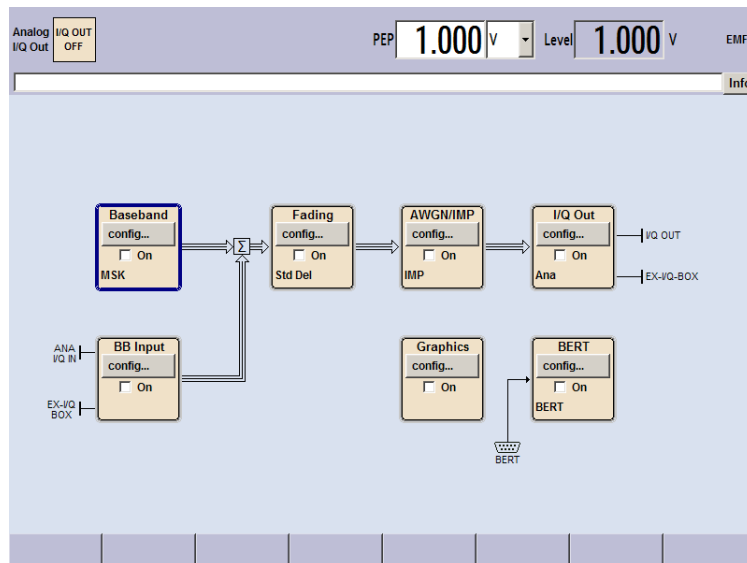 Analog I/Q OUT
I/Q Out OFF
PEP 1.000 V Level 1.000 V EMF
Info
Baseband
config...
On
MSK
Σ
Fading
config...
On
Std Del
AWGN/IMP
config...
On
IMP
I/Q Out
config...
On
Ana
I/Q OUT
EX-I/Q-BOX
ANA
I/Q IN
EX-I/Q
BOX
BB Input
config...
On
Graphics
config...
On
BERT
config...
On
BERT
BERT